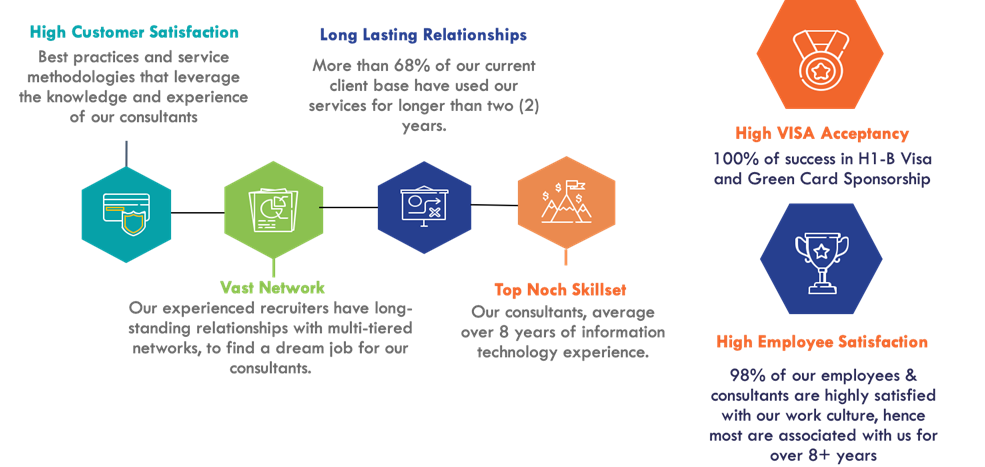 High Customer Satisfaction
Best practices and service
methodologies that leverage
the knowledge and experience
of our consultants
Long Lasting Relationships
More than 68% of our current
client base have used our
services for longer than two (2)
years.
Vast Network
Our experienced recruiters have long-
standing relationships with multi-tiered
networks, to find a dream job for our
consultants.
Top Noch Skillset
Our consultants, average
over 8 years of information
technology experience.
High VISA Acceptancy
100% of success in H1-B Visa
and Green Card Sponsorship
High Employee Satisfaction
98% of our employees &
consultants are highly satisfied
with our work culture, hence
most are associated with us for
over 8+ years